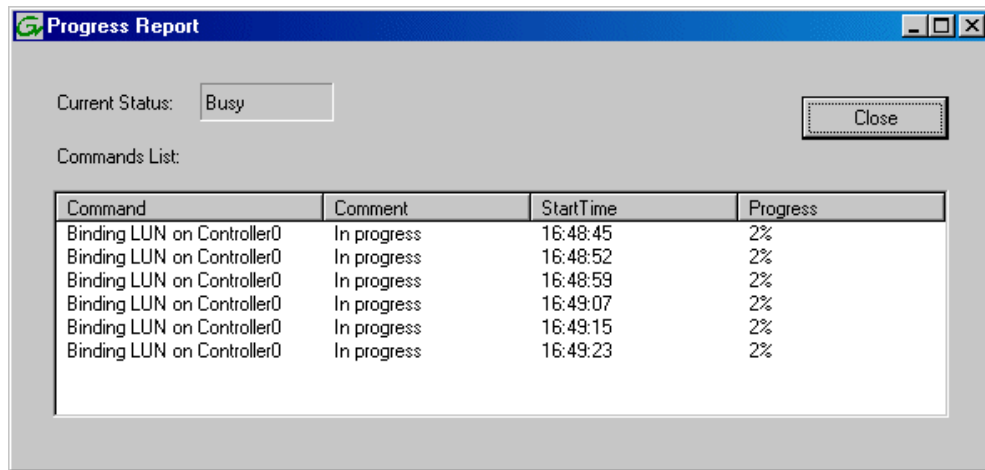 Progress Report
Current Status: Busy
Close
Commands List:
Command Comment StartTime Progress
Binding LUN on Controller0 In progress 16:48:45 2%
Binding LUN on Controller0 In progress 16:48:52 2%
Binding LUN on Controller0 In progress 16:48:59 2%
Binding LUN on Controller0 In progress 16:49:07 2%
Binding LUN on Controller0 In progress 16:49:15 2%
Binding LUN on Controller0 In progress 16:49:23 2%